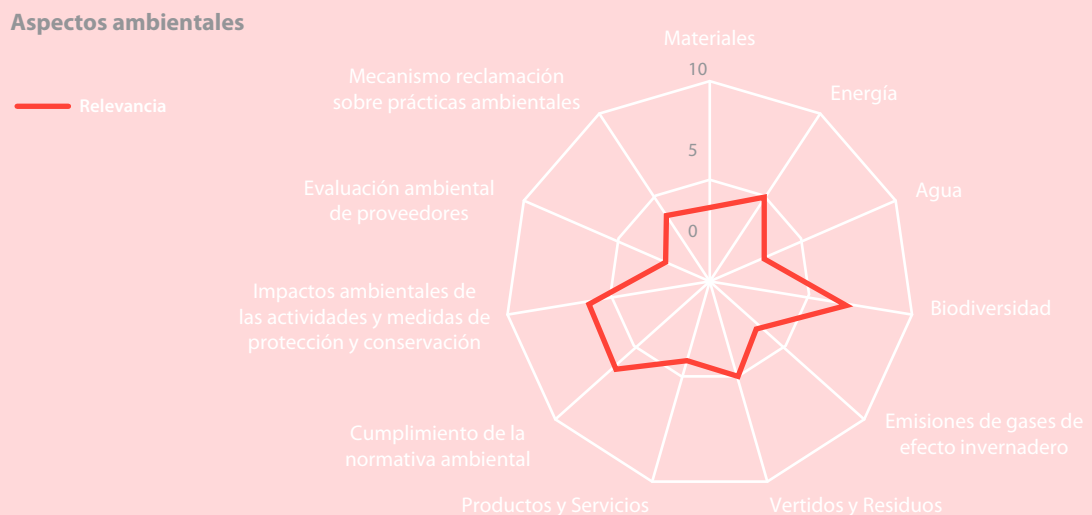 Aspectos ambientales
Relevancia
Materiales
10
5
0
Energía
Agua
Biodiversidad
Emisiones de gases de
efecto invernadero
Vertidos y Residuos
Productos y Servicios
Cumplimiento de la
normativa ambiental
Impactos ambientales de
las actividades y medidas de
protección y conservación
Evaluación ambiental
de proveedores
Mecanismo reclamación
sobre prácticas ambientales